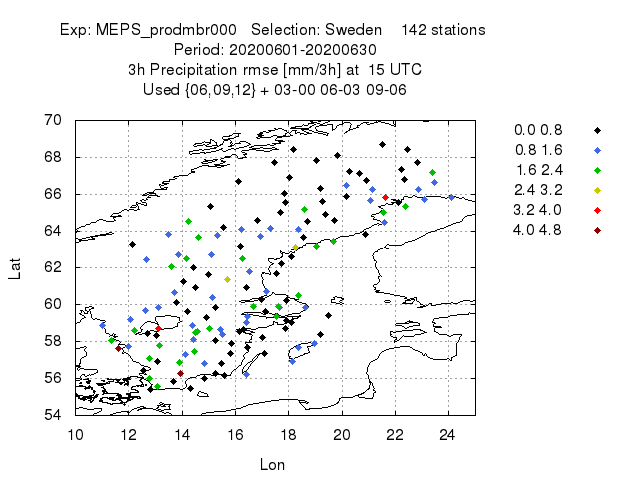 Exp: MEPS_prodmbr000 Selection: Sweden 142 stations
Period: 20200601-20200630
3h Precipitation rmse [mm/3h] at 15 UTC
Used {06,09,12} + 03-00 06-03 09-06
70
68
66
64
62
60
58
56
54
Lat
10 12 14 16 18 20 22 24
Lon
0.0 0.8
0.8 1.6
1.6 2.4
2.4 3.2
3.2 4.0
4.0 4.8